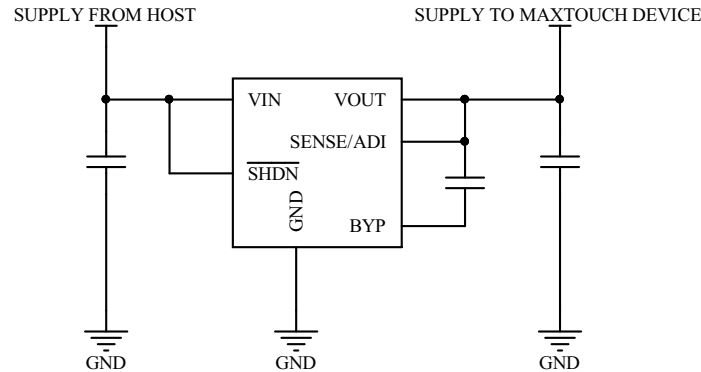 SUPPLY FROM HOST
SUPPLY TO MAXTOUCH DEVICE
VIN
VOUT
SENSE/ADI
SHDN
GND
BYP
GND
GND
GND